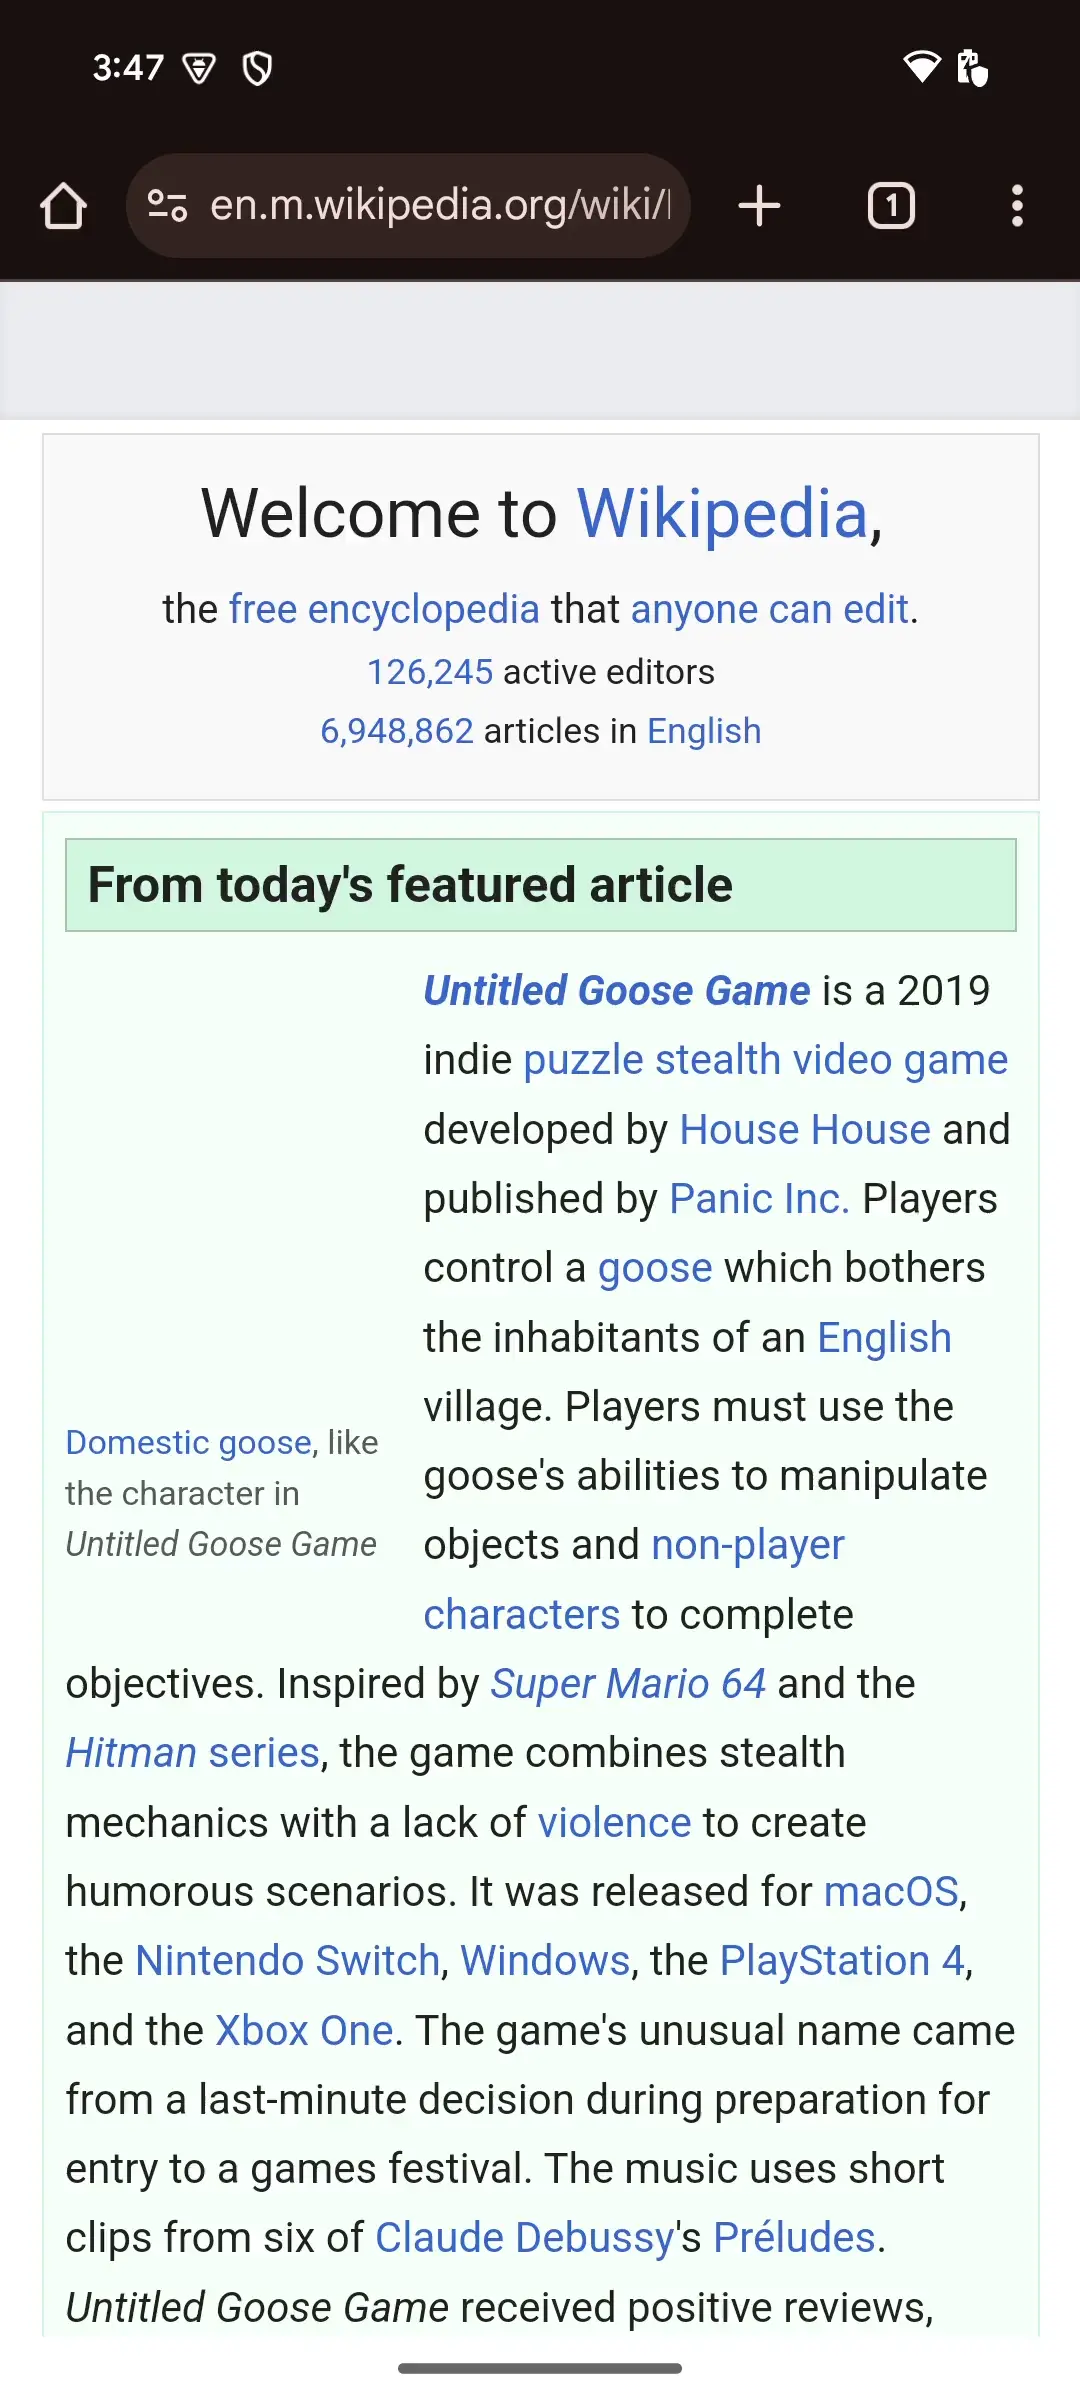 3:47
en.m.wikipedia.org/wiki/
1
Welcome to Wikipedia,
the free encyclopedia that anyone can edit.
126,245 active editors
6,948,862 articles in English
From today's featured article
Domestic goose, like
the character in
Untitled Goose Game
Untitled Goose Game is a 2019
indie puzzle stealth video game
developed by House House and
published by Panic Inc. Players
control a goose which bothers
the inhabitants of an English
village. Players must use the
goose's abilities to manipulate
objects and non-player
characters to complete
objectives. Inspired by Super Mario 64 and the
Hitman series, the game combines stealth
mechanics with a lack of violence to create
humorous scenarios. It was released for macOS,
the Nintendo Switch, Windows, the PlayStation 4,
and the Xbox One. The game's unusual name came
from a last-minute decision during preparation for
entry to a games festival. The music uses short
clips from six of Claude Debussy's Préludes.
Untitled Goose Game received positive reviews,